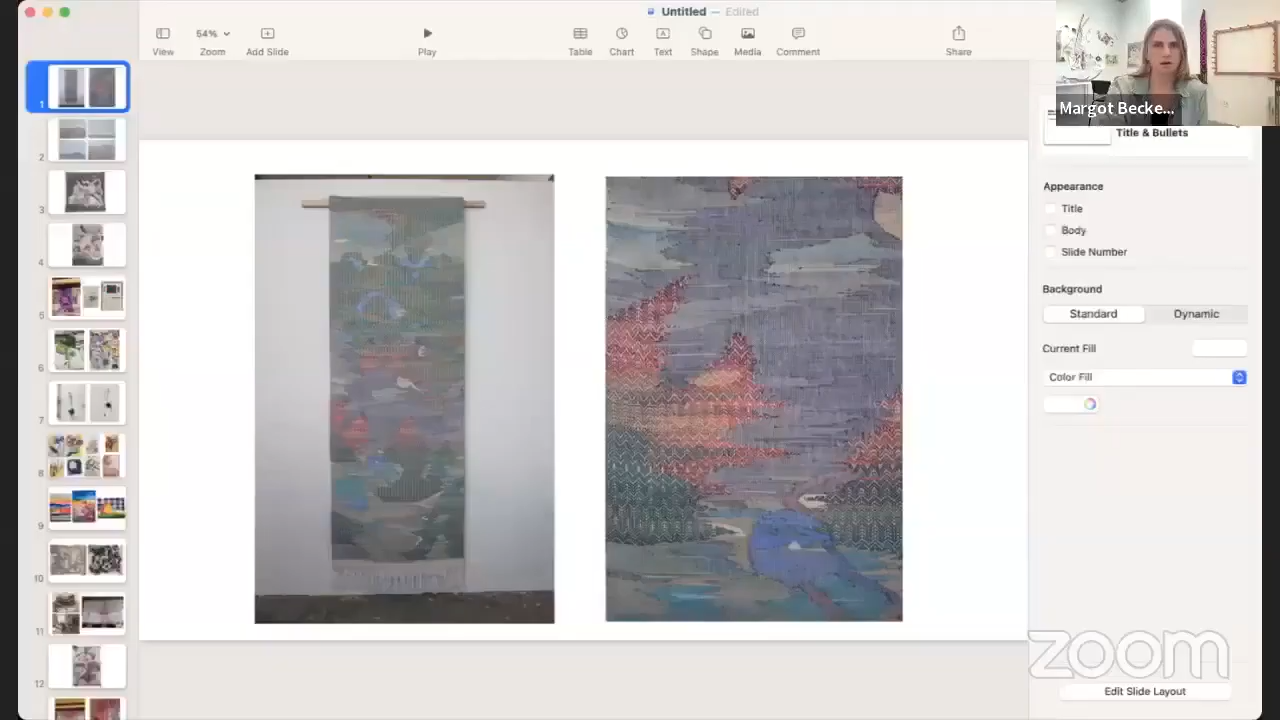 Untitled — Edited
View
54%
Zoom
Add Slide
Play
Table
Chart
Text
Shape
Media
Comment
Share
Margot Becke...
Title & Bullets
Appearance
Title
Body
Slide Number
Background
Standard
Dynamic
Current Fill
Color Fill
Edit Slide Layout
zoom
1
2
3
4
5
6
7
8
9
10
11
12